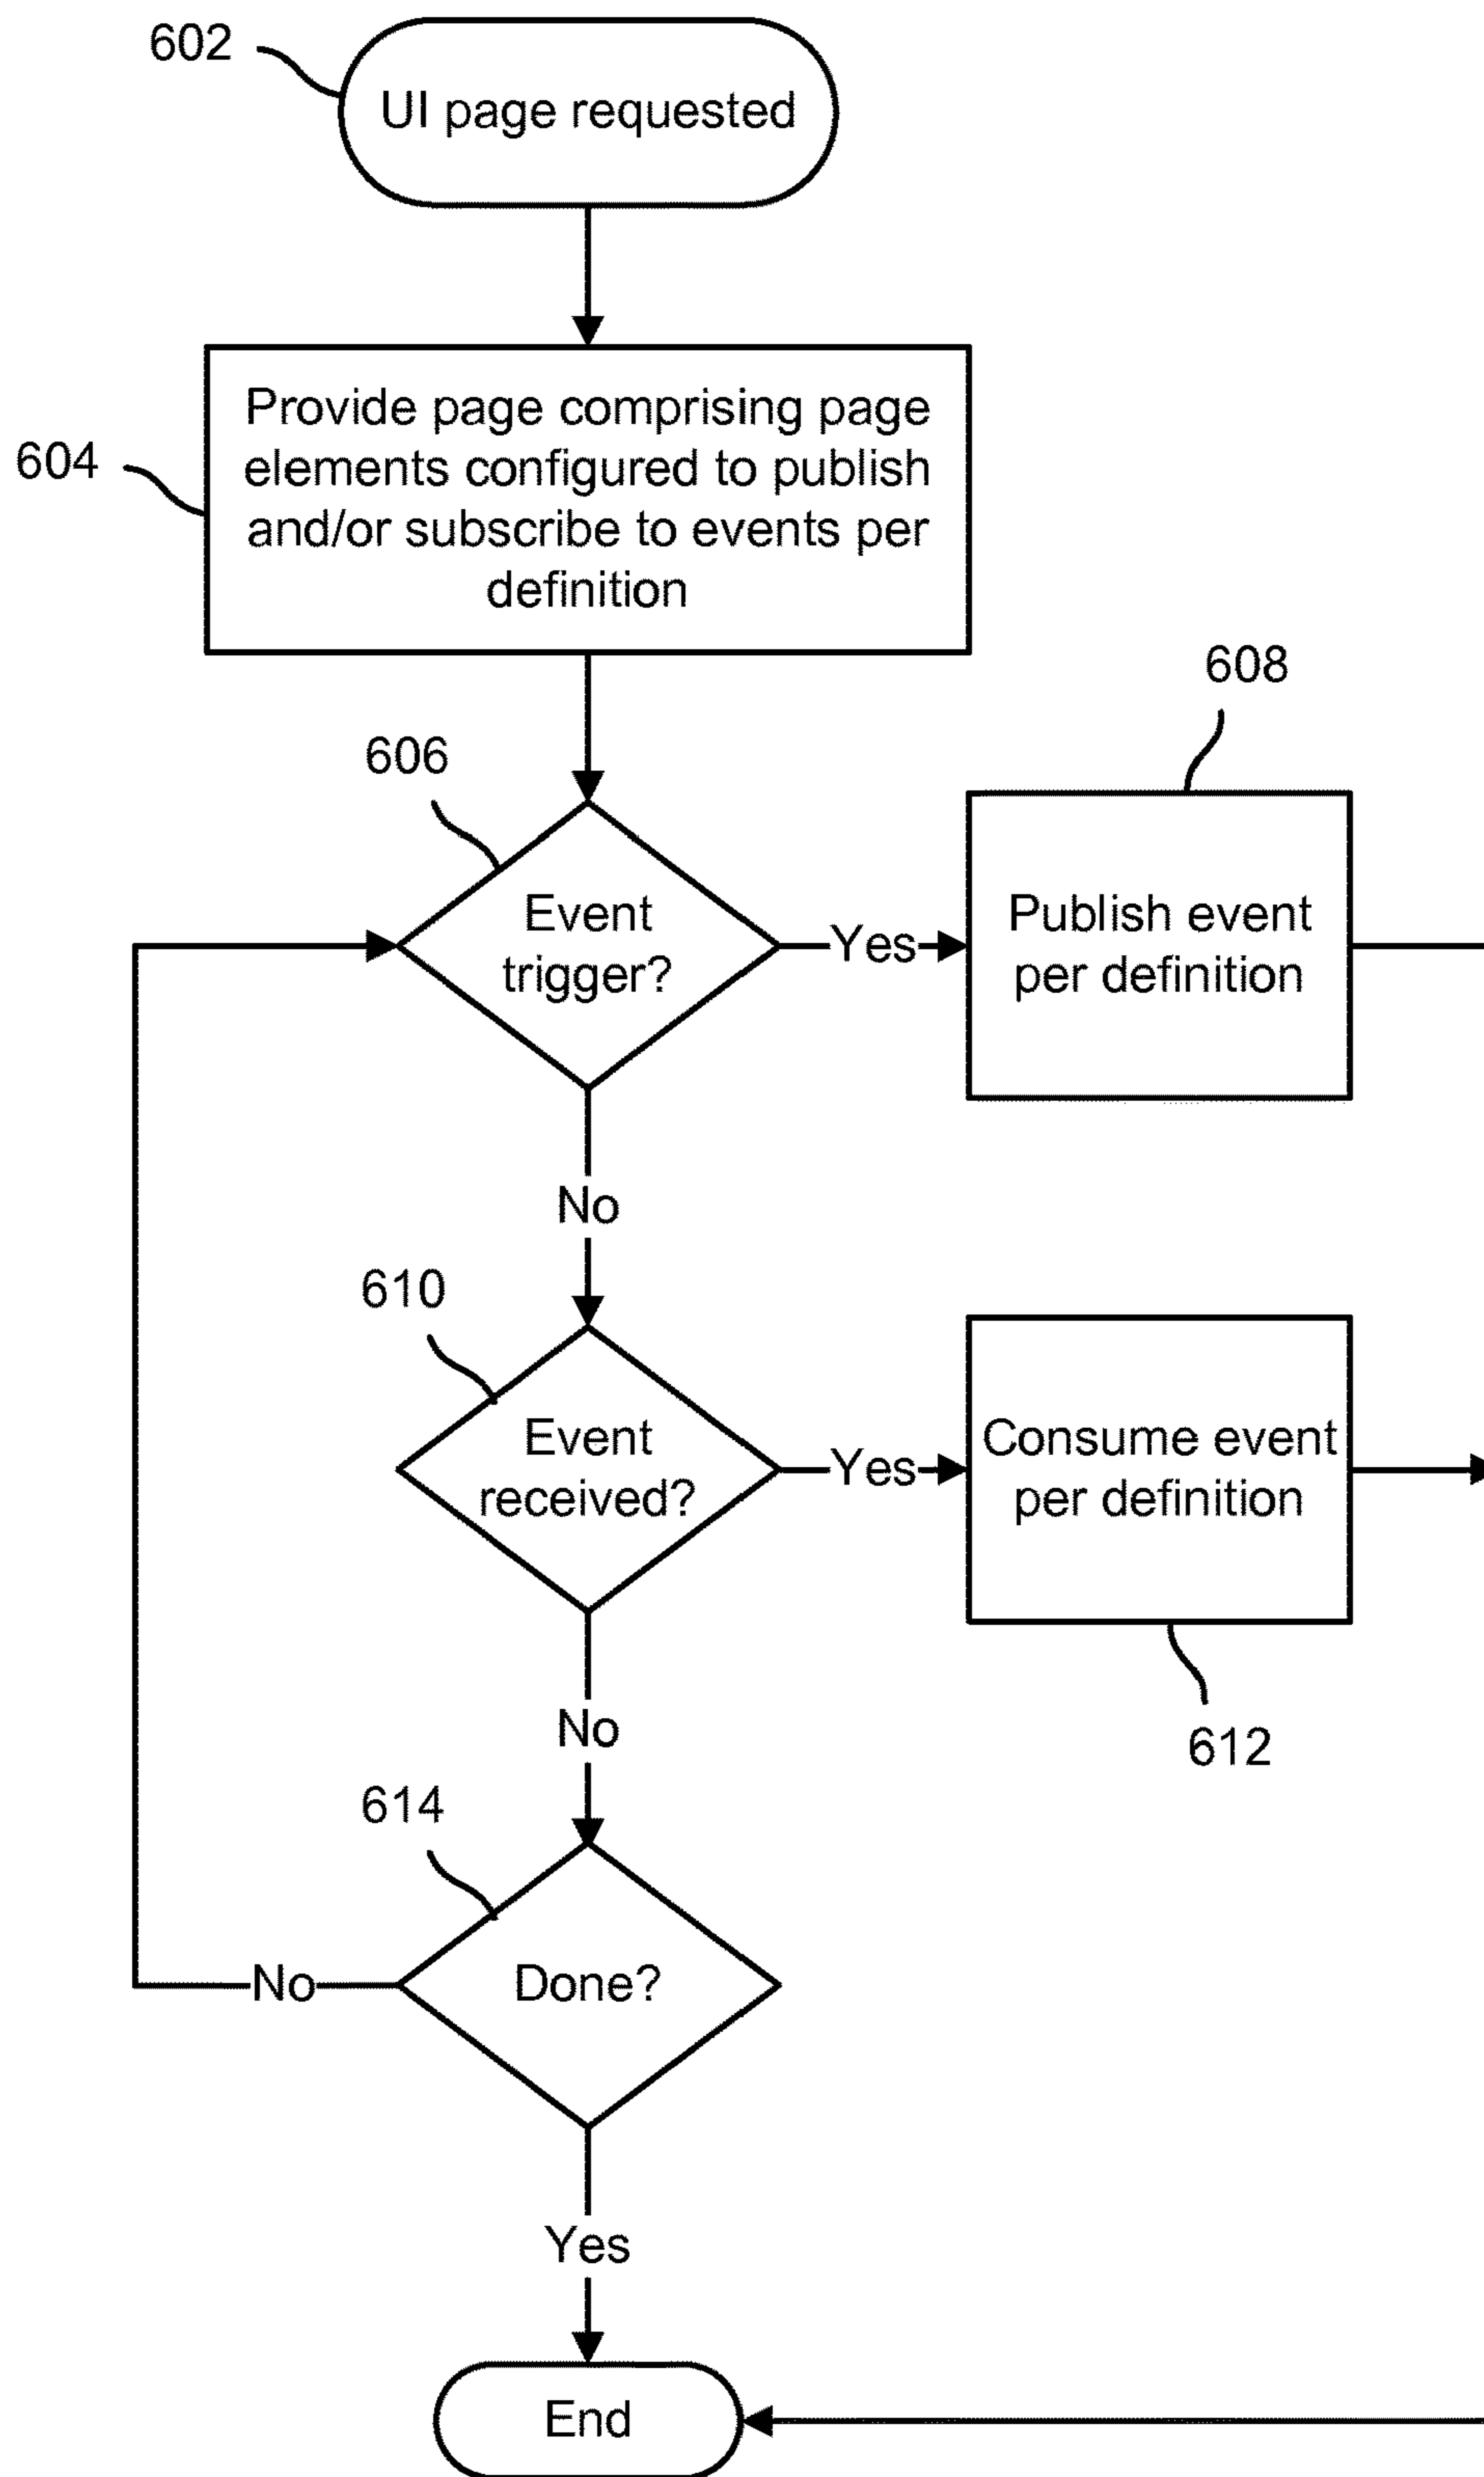 602
UI page requested
604
Provide page comprising page
elements configured to publish
and/or subscribe to events per
definition
606
608
Event
trigger?
Yes
Publish event
per definition
No
610
Event
received?
Yes
Consume event
per definition
612
No
614
Done?
No
Yes
End